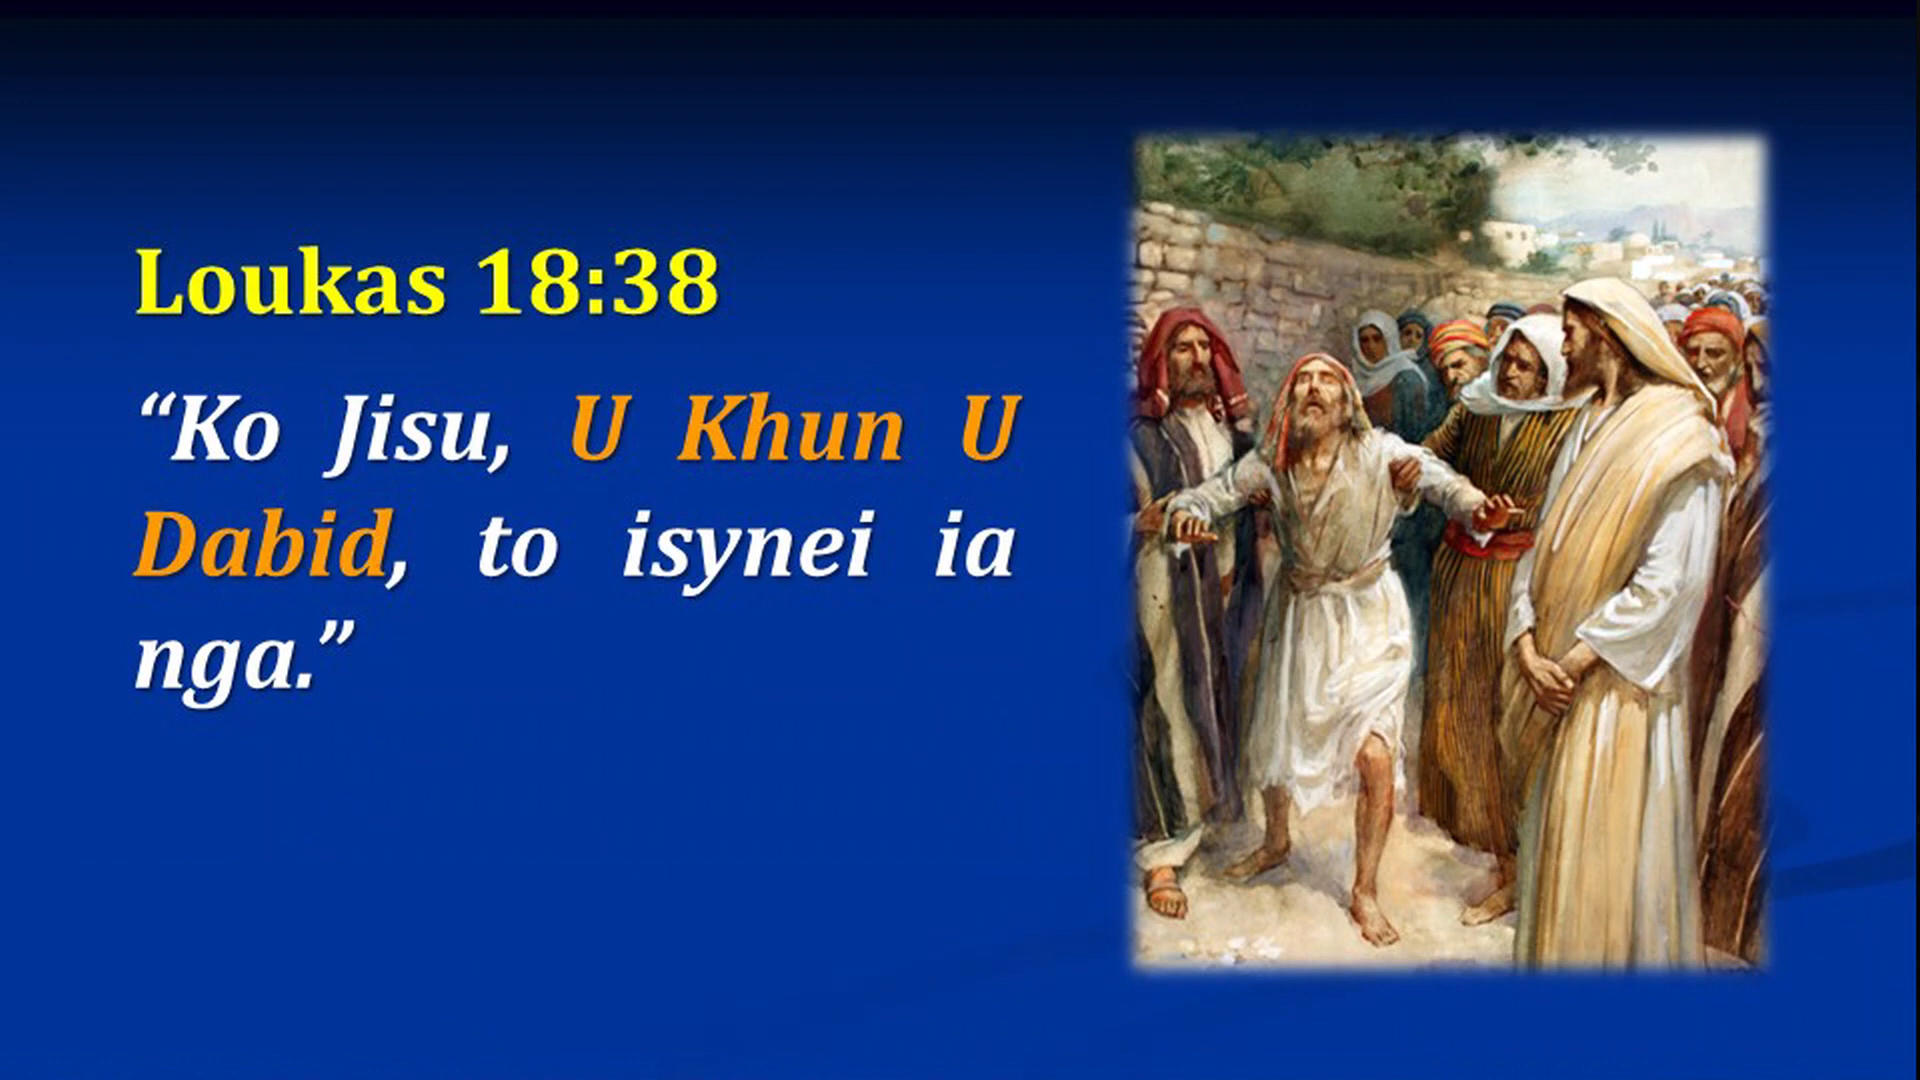 Loukas 18:38
“Ko Jisu, U Khun U
Dabid, to isynei ia
nga.”